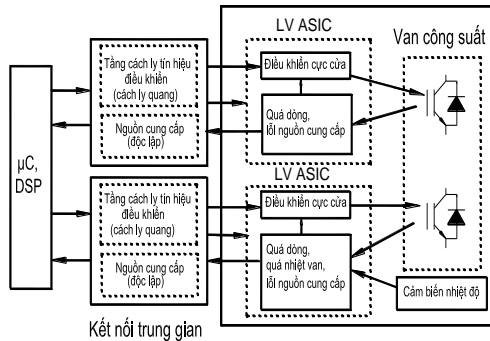 LV ASIC
Van công suất
Tầng cách ly tín hiệu
điều khiển
(cách ly quang)
Điều khiển cực cửa
Quá dòng,
lỗi nguồn cung cấp
Nguồn cung cấp
(độc lập)
µC,
DSP
LV ASIC
Tầng cách ly tín hiệu
điều khiển
(cách ly quang)
Điều khiển cực cửa
Quá dòng,
quá nhiệt van,
lỗi nguồn cung cấp
Nguồn cung cấp
(độc lập)
Cảm biến nhiệt độ
Kết nối trung gian